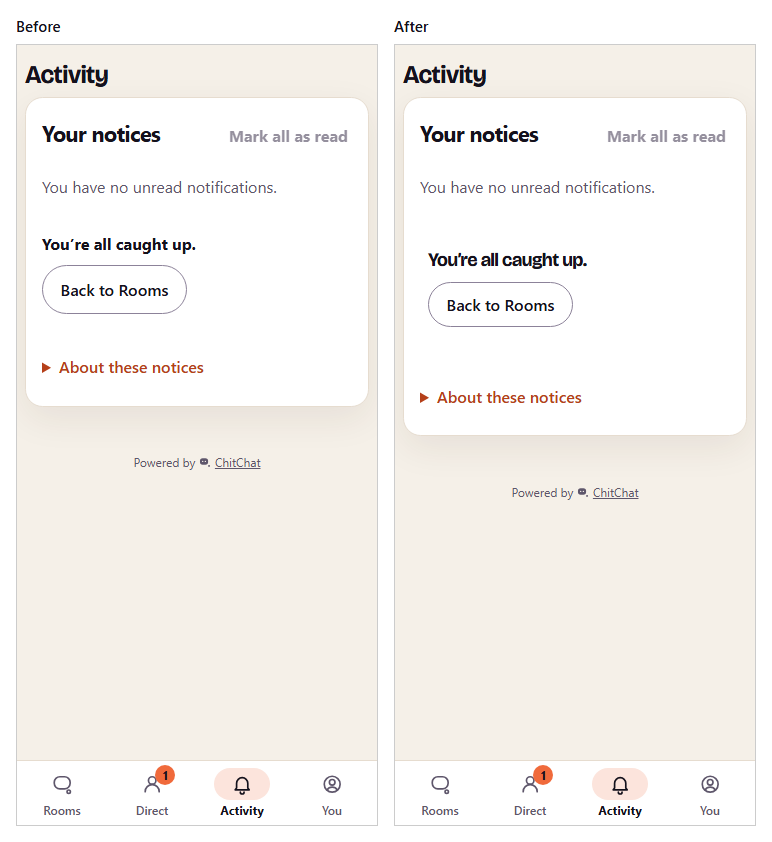 Before
Activity
Your notices
Mark all as read
You have no unread notifications.
You're all caught up.
Back to Rooms
About these notices
Powered by ChitChat
Rooms
1
Direct
Activity
You
After
Activity
Your notices
Mark all as read
You have no unread notifications.
You're all caught up.
Back to Rooms
About these notices
Powered by ChitChat
Rooms
1
Direct
Activity
You